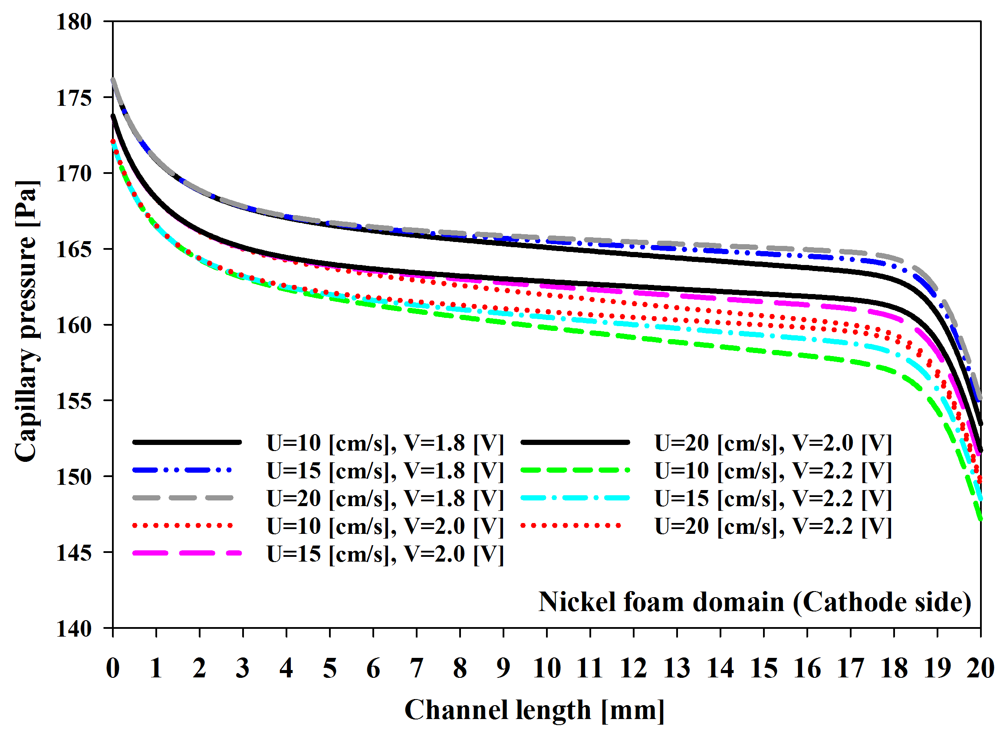 180
175
170
165
160
155
150
145
140
Capillary pressure [Pa]
U=10 [cm/s], V=1.8 [V]
U=15 [cm/s], V=1.8 [V]
U=20 [cm/s], V=1.8 [V]
U=10 [cm/s], V=2.0 [V]
U=15 [cm/s], V=2.0 [V]
U=20 [cm/s], V=2.0 [V]
U=10 [cm/s], V=2.2 [V]
U=15 [cm/s], V=2.2 [V]
U=20 [cm/s], V=2.2 [V]
Nickel foam domain (Cathode side)
0 1 2 3 4 5 6 7 8 9 10 11 12 13 14 15 16 17 18 19 20
Channel length [mm]